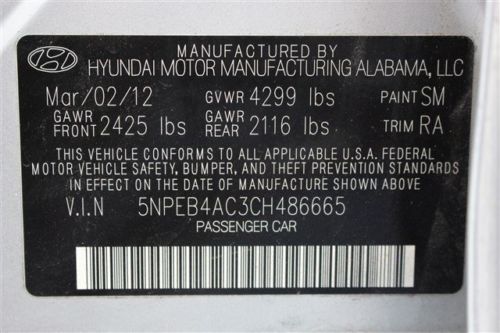 MANUFACTURED BY
HYUNDAI MOTOR MANUFACTURING ALABAMA, LLC
Mar/02/12 GVWR 4299 lbs PAINT SM
GAWR FRONT 2425 lbs GAWR REAR 2116 lbs TRIM RA
THIS VEHICLE CONFORMS TO ALL APPLICABLE U.S.A. FEDERAL
MOTOR VEHICLE SAFETY, BUMPER, AND THEFT PREVENTION STANDARDS
IN EFFECT ON THE DATE OF MANUFACTURE SHOWN ABOVE.
V.I.N 5NPEB4AC3CH486665
PASSENGER CAR